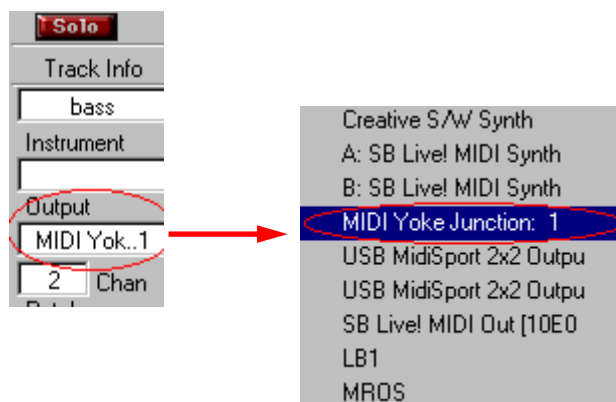 Solo
Track Info
bass
Instrument
Output
MIDI Yok..1
2 Chan
Creative S/W Synth
A: SB Live! MIDI Synth
B: SB Live! MIDI Synth
MIDI Yoke Junction: 1
USB MidiSport 2x2 Outpu
USB MidiSport 2x2 Outpu
SB Live! MIDI Out [10E0
LB1
MROS